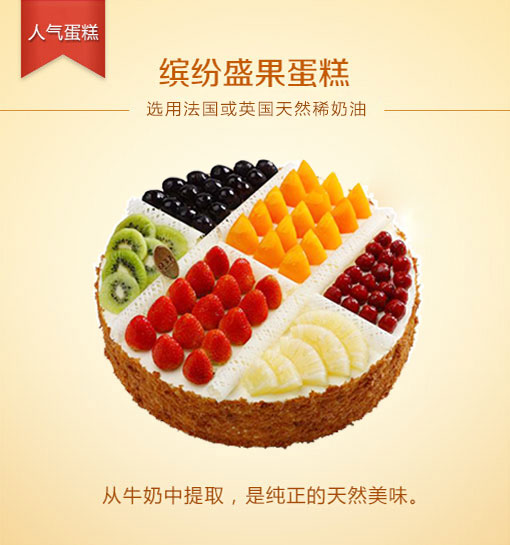 人气蛋糕
缤纷盛果蛋糕
选用法国或英国天然稀奶油
从牛奶中提取，是纯正的天然美味。